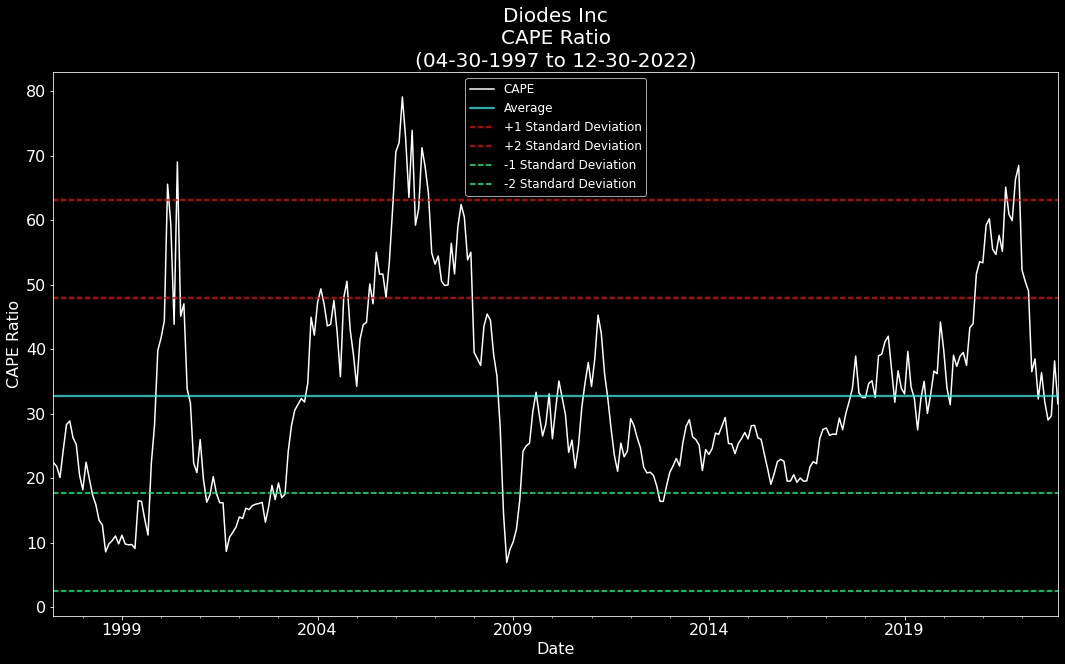 Diodes Inc
CAPE Ratio
(04-30-1997 to 12-30-2022)
CAPE
Average
+1 Standard Deviation
+2 Standard Deviation
-1 Standard Deviation
-2 Standard Deviation
CAPE Ratio
80
70
60
50
40
30
20
10
0
1999 2004 2009 2014 2019
Date